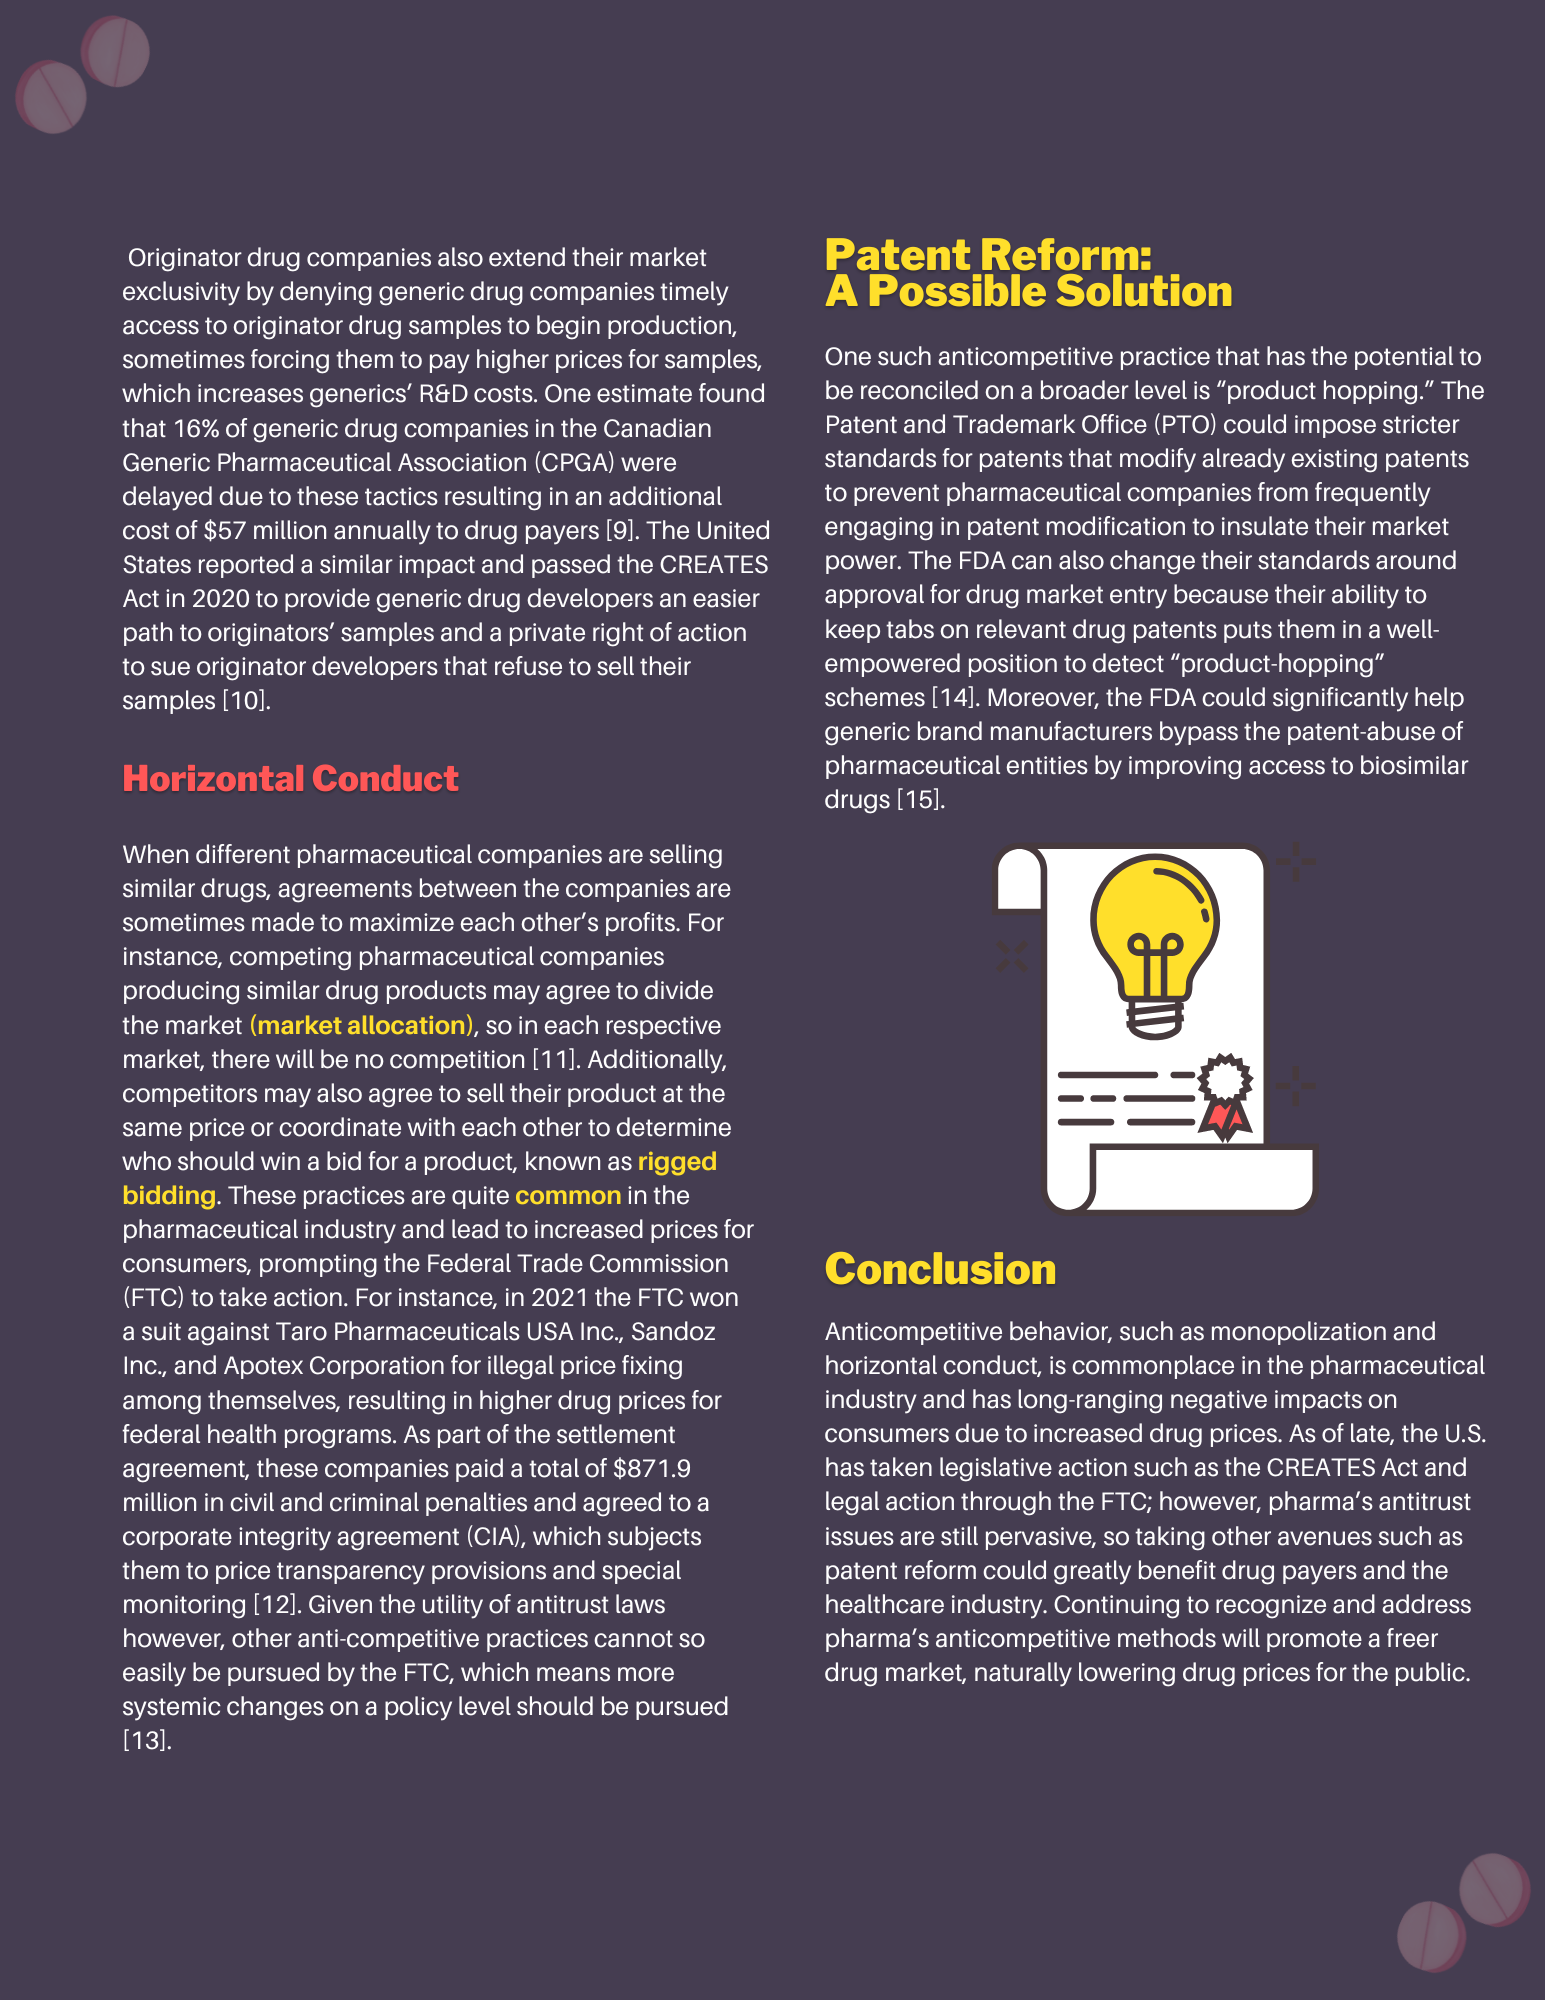 Originator drug companies also extend their market
exclusivity by denying generic drug companies timely
access to originator drug samples to begin production,
sometimes forcing them to pay higher prices for samples,
which increases generics’ R&D costs. One estimate found
that 16% of generic drug companies in the Canadian
Generic Pharmaceutical Association (CPGA) were
delayed due to these tactics resulting in an additional
cost of $57 million annually to drug payers [9]. The United
States reported a similar impact and passed the CREATES
Act in 2020 to provide generic drug developers an easier
path to originators’ samples and a private right of action
to sue originator developers that refuse to sell their
samples [10].
Horizontal Conduct
When different pharmaceutical companies are selling
similar drugs, agreements between the companies are
sometimes made to maximize each other’s profits. For
instance, competing pharmaceutical companies
producing similar drug products may agree to divide
the market (market allocation), so in each respective
market, there will be no competition [11]. Additionally,
competitors may also agree to sell their product at the
same price or coordinate with each other to determine
who should win a bid for a product, known as rigged
bidding. These practices are quite common in the
pharmaceutical industry and lead to increased prices for
consumers, prompting the Federal Trade Commission
(FTC) to take action. For instance, in 2021 the FTC won
a suit against Taro Pharmaceuticals USA Inc., Sandoz
Inc., and Apotex Corporation for illegal price fixing
among themselves, resulting in higher drug prices for
federal health programs. As part of the settlement
agreement, these companies paid a total of $871.9
million in civil and criminal penalties and agreed to a
corporate integrity agreement (CIA), which subjects
them to price transparency provisions and special
monitoring [12]. Given the utility of antitrust laws
however, other anti-competitive practices cannot so
easily be pursued by the FTC, which means more
systemic changes on a policy level should be pursued
[13].
Patent Reform:
A Possible Solution
One such anticompetitive practice that has the potential to
be reconciled on a broader level is “product hopping.” The
Patent and Trademark Office (PTO) could impose stricter
standards for patents that modify already existing patents
to prevent pharmaceutical companies from frequently
engaging in patent modification to insulate their market
power. The FDA can also change their standards around
approval for drug market entry because their ability to
keep tabs on relevant drug patents puts them in a well-
empowered position to detect “product-hopping”
schemes [14]. Moreover, the FDA could significantly help
generic brand manufacturers bypass the patent-abuse of
pharmaceutical entities by improving access to biosimilar
drugs [15].
Conclusion
Anticompetitive behavior, such as monopolization and
horizontal conduct, is commonplace in the pharmaceutical
industry and has long-ranging negative impacts on
consumers due to increased drug prices. As of late, the U.S.
has taken legislative action such as the CREATES Act and
legal action through the FTC; however, pharma’s antitrust
issues are still pervasive, so taking other avenues such as
patent reform could greatly benefit drug payers and the
healthcare industry. Continuing to recognize and address
pharma’s anticompetitive methods will promote a freer
drug market, naturally lowering drug prices for the public.